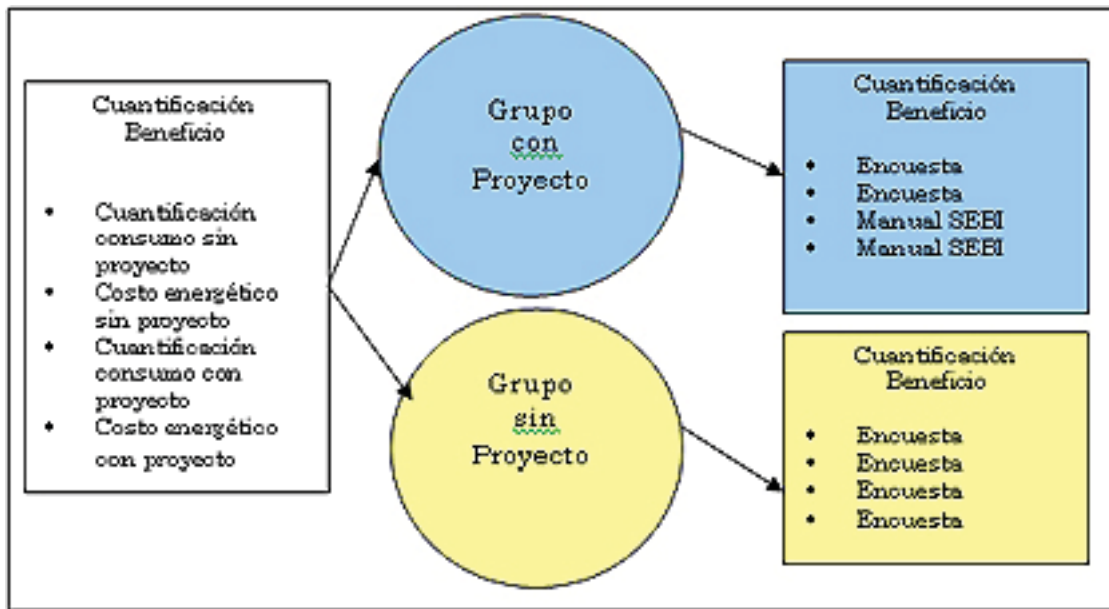 Cuantificación
Beneficio
• Cuantificación
consumo sin
proyecto
• Costo energético
sin proyecto
• Cuantificación
consumo con
proyecto
• Costo energético
con proyecto
Grupo
con
Proyecto
Grupo
sin
Proyecto
Cuantificación
Beneficio
• Encuesta
• Encuesta
• Manual SEBI
• Manual SEBI
Cuantificación
Beneficio
• Encuesta
• Encuesta
• Encuesta
• Encuesta